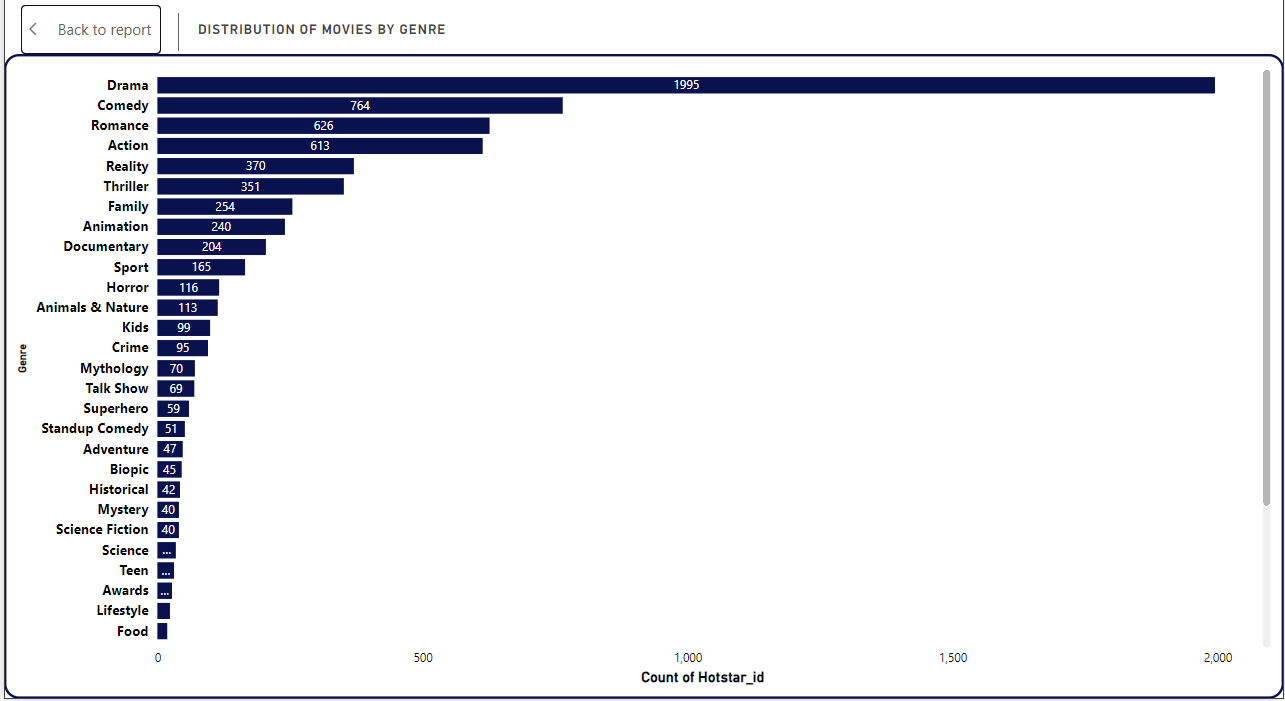 Back to report
DISTRIBUTION OF MOVIES BY GENRE
Drama 1995
Comedy 764
Romance 626
Action 613
Reality 370
Thriller 351
Family 254
Animation 240
Documentary 204
Sport 165
Horror 116
Animals & Nature 113
Kids 99
Crime 95
Mythology 70
Talk Show 69
Superhero 59
Standup Comedy 51
Adventure 47
Biopic 45
Historical 42
Mystery 40
Science Fiction 40
Science ...
Teen ...
Awards ...
Lifestyle
Food
Genre
0 500 1,000 1,500 2,000
Count of Hotstar_id